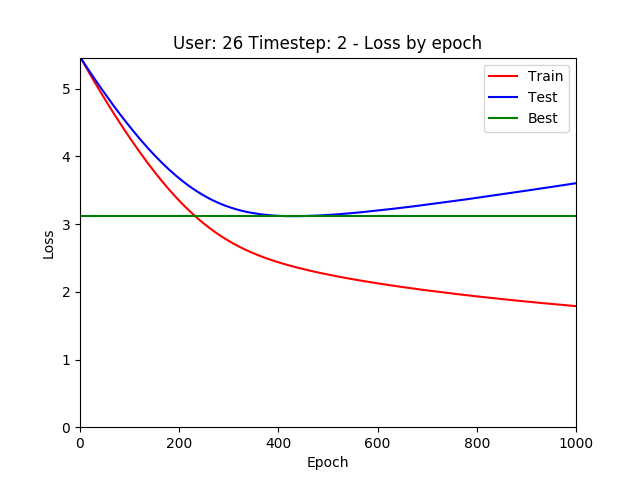 User: 26 Timestep: 2 - Loss by epoch
Train
Test
Best
5
4
3
2
1
0
Loss
0 200 400 600 800 1000
Epoch